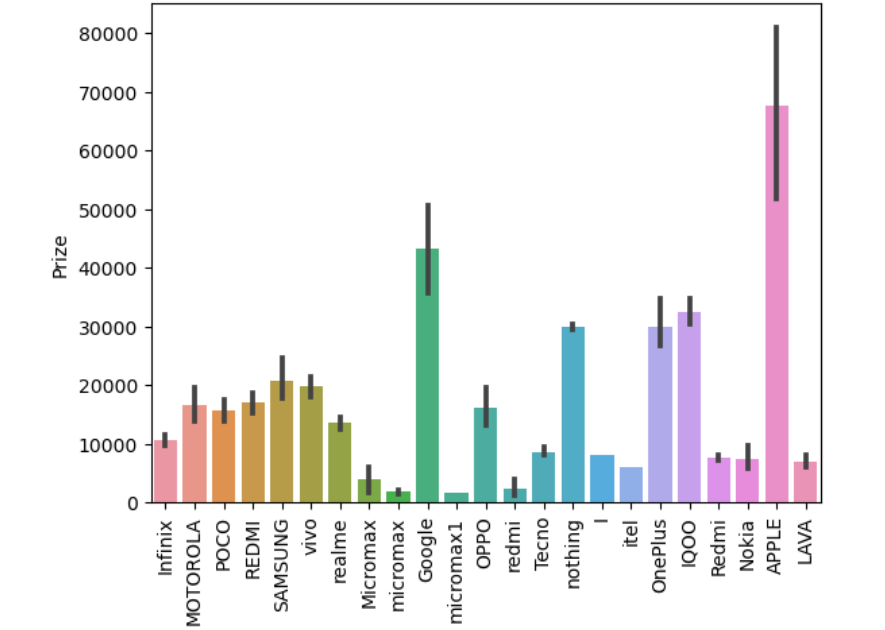 80000
70000
60000
50000
40000
30000
20000
10000
0
Prize
Infinix
MOTOROLA
POCO
REDMI
SAMSUNG
vivo
realme
Micromax
micromax
Google
micromax1
OPPO
redmi
Tecno
nothing
I
itel
OnePlus
IQOO
Redmi
Nokia
APPLE
LAVA